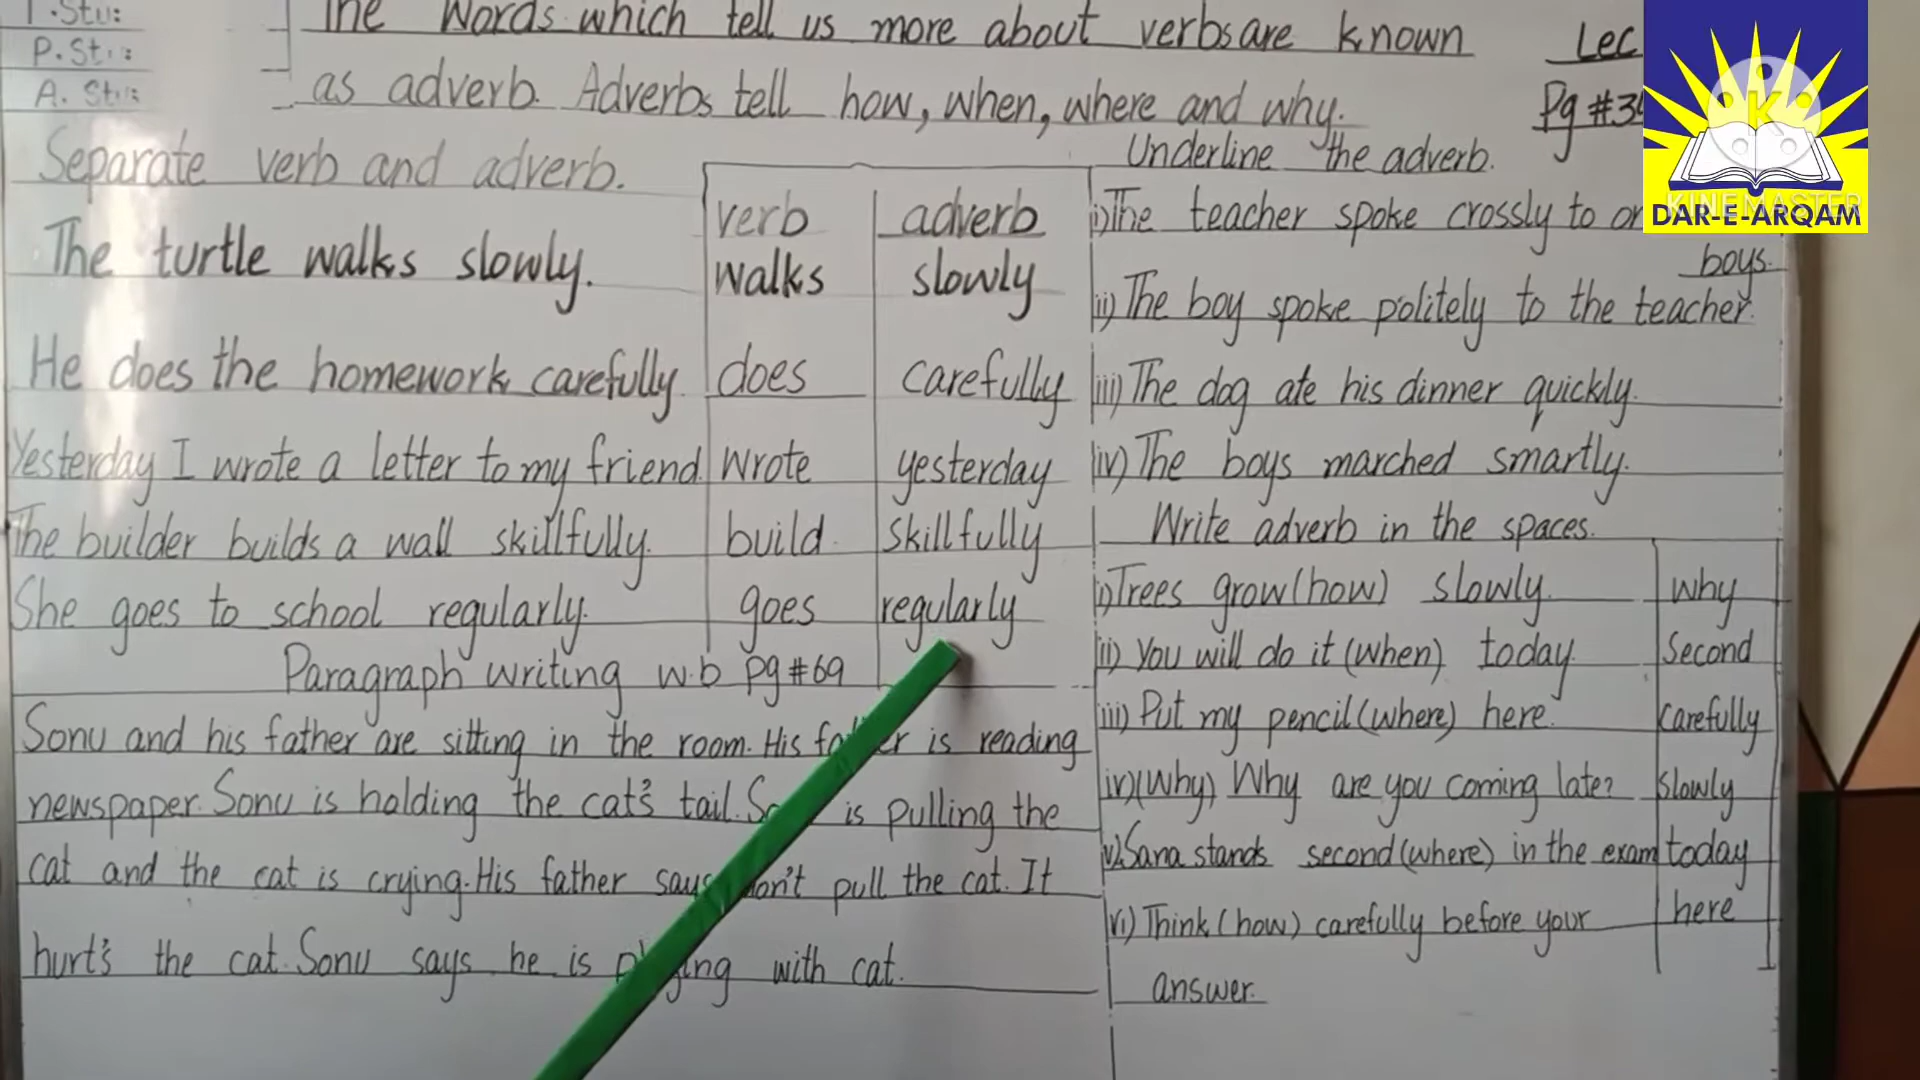 T.Stu:
P.Stu:
A.Stu:
The Words which tell us more about verbs are known
as adverb. Adverbs tell how, when, where and why.
Lec
Pg #34
Separate verb and adverb.
verb adverb
The turtle walks slowly. walks slowly
He does the homework carefully does carefully
Yesterday I wrote a letter to my friend. wrote yesterday
The builder builds a wall skillfully. build skillfully
She goes to school regularly. goes regularly
Paragraph writing w.b pg #69
Sonu and his father are sitting in the room. His father is reading
newspaper. Sonu is holding the cat's tail. Sonu is pulling the
cat and the cat is crying. His father says don't pull the cat. It
hurt's the cat. Sonu says he is playing with cat.
Underline the adverb.
i) The teacher spoke crossly to
boys.
ii) The boy spoke politely to the teacher.
iii) The dog ate his dinner quickly.
iv) The boys marched smartly.
Write adverb in the spaces.
i) Trees grow (how) slowly. why
ii) You will do it (when) today. Second
iii) Put my pencil (where) here. carefully
iv) (Why) Why are you coming late? slowly
v) Sana stands second (where) in the exam today
vi) Think (how) carefully before your here
answer.
K
KINEMASTER
DAR-E-ARQAM